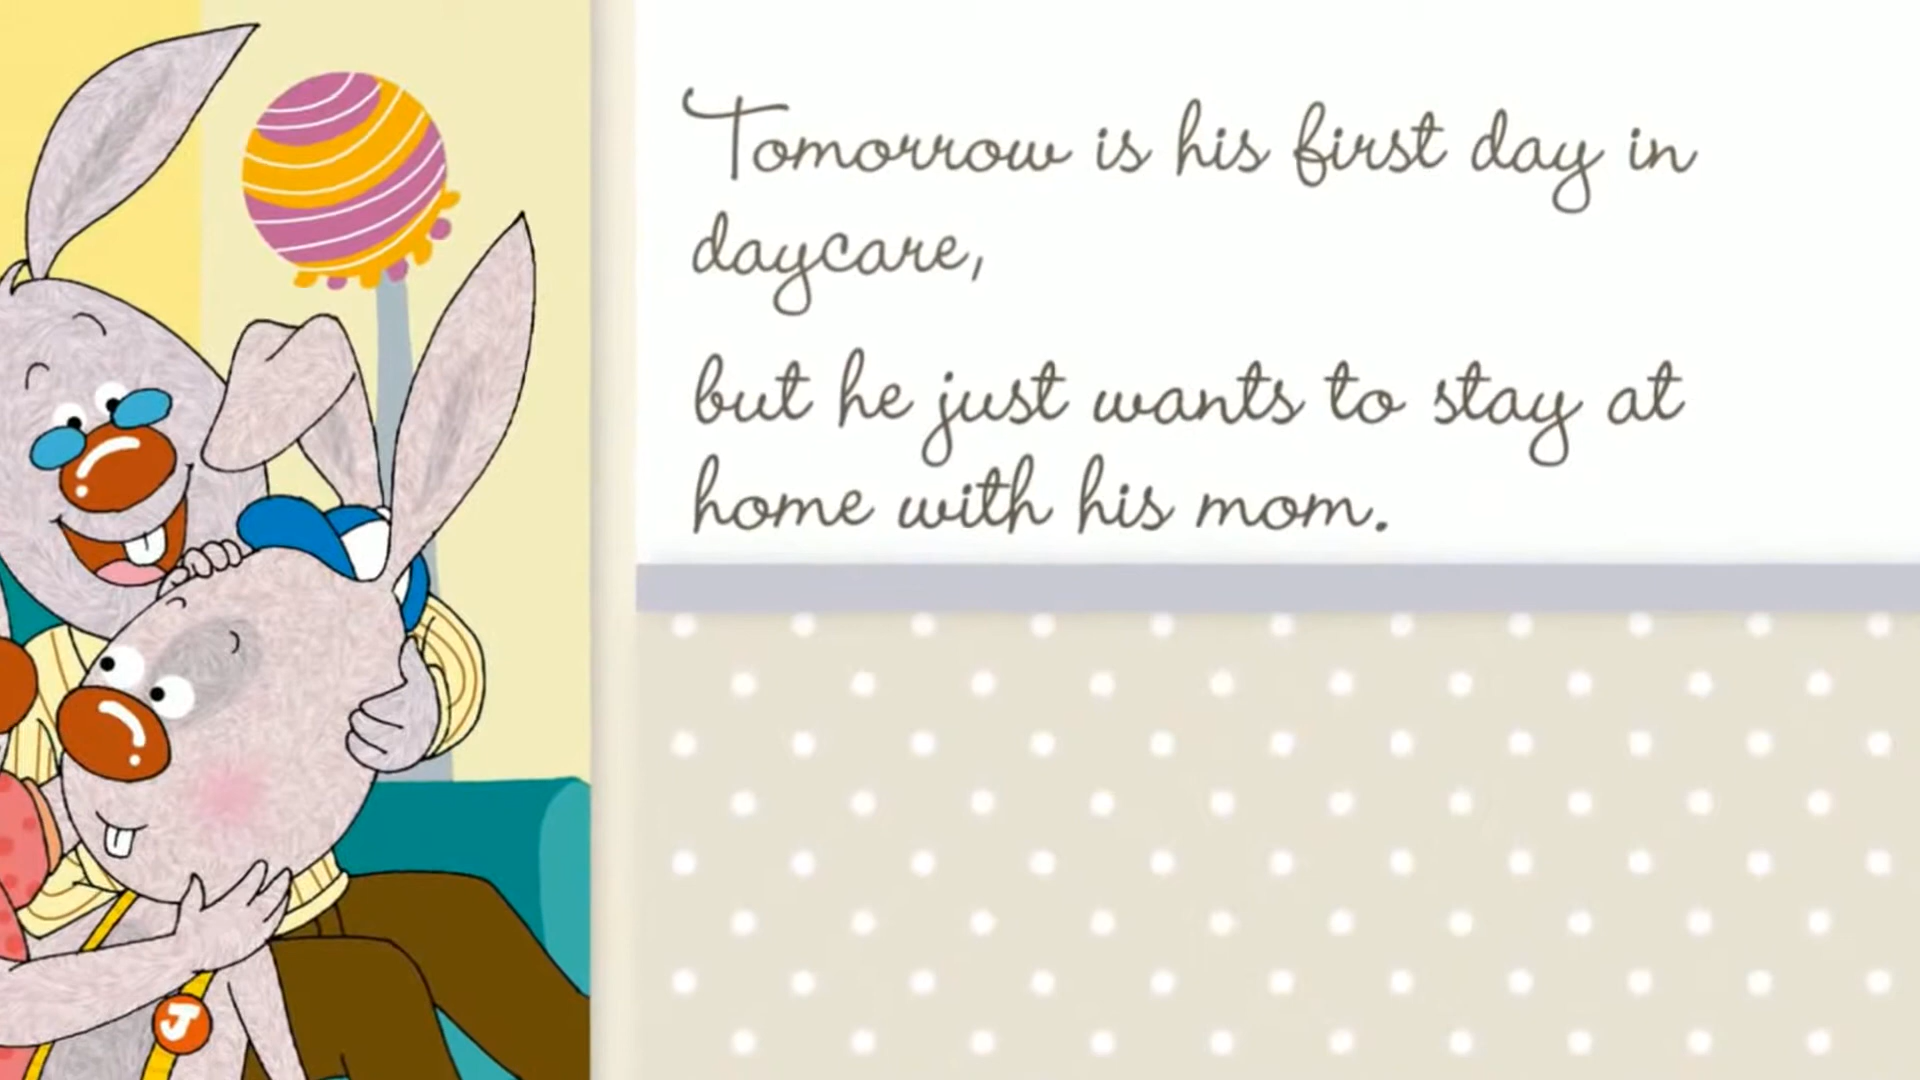 Tomorrow is his first day in
daycare,
but he just wants to stay at
home with his mom.
J